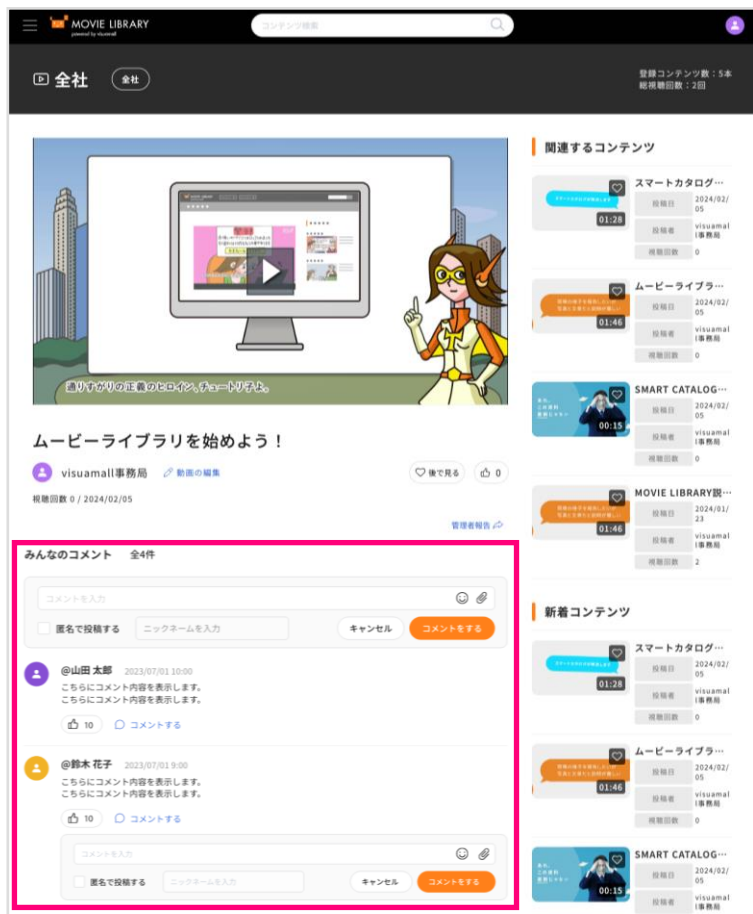 MOVIE LIBRARY
powered by visuamall
コンテンツ検索
全社
全社
登録コンテンツ数：5本
総視聴回数：2回
通りすがりの正義のヒロイン、チュートリ子よ。
ムービーライブラリを始めよう！
visuamall事務局
動画の編集
後で見る
0
視聴回数 0 / 2024/02/05
管理者報告
みんなのコメント 全4件
コメントを入力
匿名で投稿する
ニックネームを入力
キャンセル
コメントをする
@山田 太郎 2023/07/01 10:00
こちらにコメント内容を表示します。
こちらにコメント内容を表示します。
10
コメントする
@鈴木 花子 2023/07/01 9:00
こちらにコメント内容を表示します。
こちらにコメント内容を表示します。
10
コメントする
コメントを入力
匿名で投稿する
ニックネームを入力
キャンセル
コメントをする
関連するコンテンツ
01:28
スマートカタログ…
投稿日 2024/02/05
投稿者 visuamall事務局
視聴回数 0
01:46
ムービーライブラ…
投稿日 2024/02/05
投稿者 visuamall事務局
視聴回数 0
00:15
SMART CATALOG…
投稿日 2024/02/05
投稿者 visuamall事務局
視聴回数 0
01:46
MOVIE LIBRARY説…
投稿日 2024/01/23
投稿者 visuamall事務局
視聴回数 2
新着コンテンツ
01:28
スマートカタログ…
投稿日 2024/02/05
投稿者 visuamall事務局
視聴回数 0
01:46
ムービーライブラ…
投稿日 2024/02/05
投稿者 visuamall事務局
視聴回数 0
00:15
SMART CATALOG…
投稿日 2024/02/05
投稿者 visuamall事務局